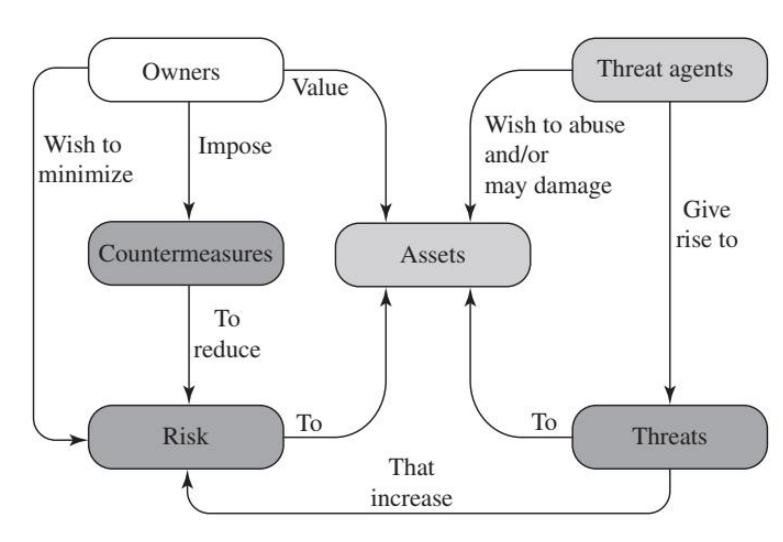 Owners
Threat agents
Value
Wish to
minimize
Impose
Wish to abuse
and/or
may damage
Give
rise to
Countermeasures
Assets
To
reduce
Risk
To
To
Threats
That
increase